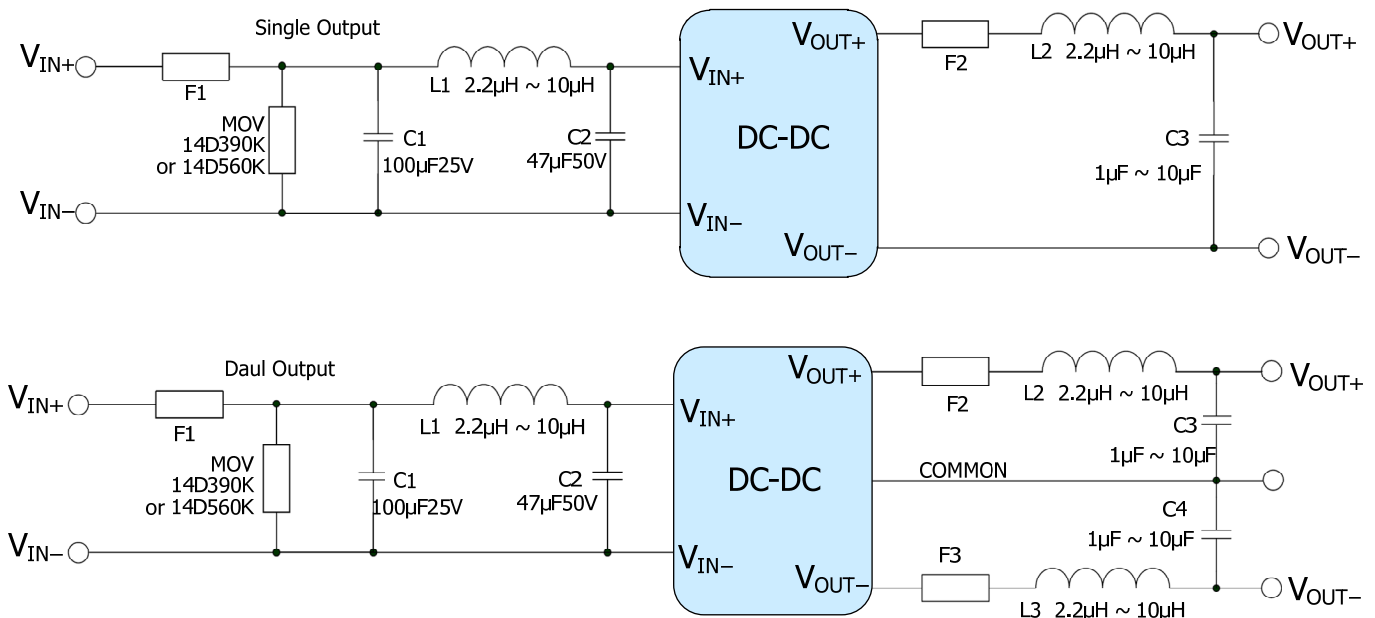 Single Output
VIN+
F1
MOV
14D390K
or 14D560K
C1
100µF25V
L1 2.2µH ~ 10µH
C2
47µF50V
VIN−
VIN+
DC-DC
VIN−
VOUT+
VOUT−
F2
L2 2.2µH ~ 10µH
C3
1µF ~ 10µF
VOUT+
VOUT−
Daul Output
VIN+
F1
MOV
14D390K
or 14D560K
C1
100µF25V
L1 2.2µH ~ 10µH
C2
47µF50V
VIN−
VIN+
DC-DC
VIN−
VOUT+
VOUT−
F2
L2 2.2µH ~ 10µH
C3
1µF ~ 10µF
COMMON
C4
1µF ~ 10µF
F3
L3 2.2µH ~ 10µH
VOUT+
VOUT−